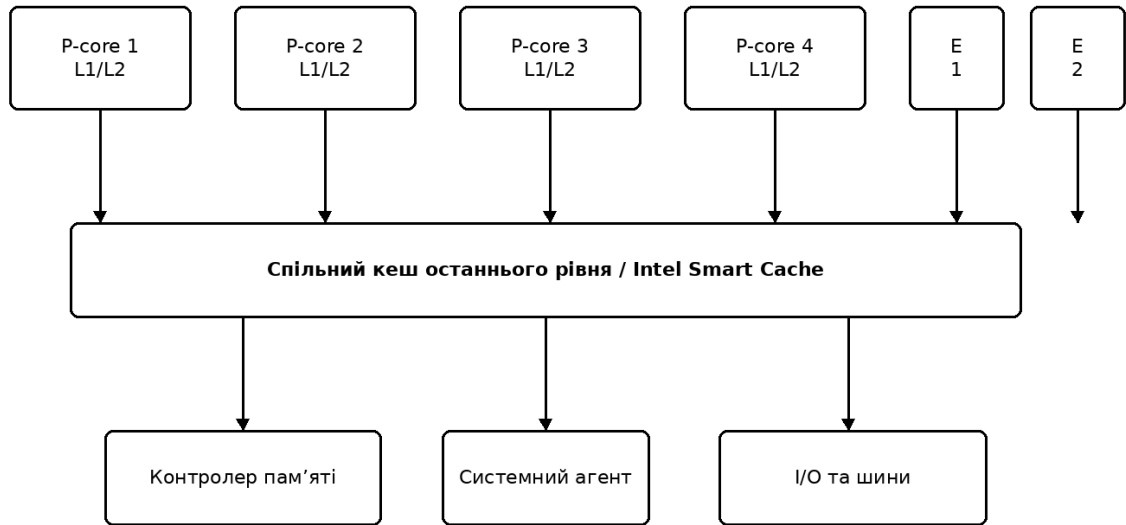 P-core 1
L1/L2
P-core 2
L1/L2
P-core 3
L1/L2
P-core 4
L1/L2
E
1
E
2
Спільний кеш останнього рівня / Intel Smart Cache
Контролер пам’яті
Системний агент
I/O та шини